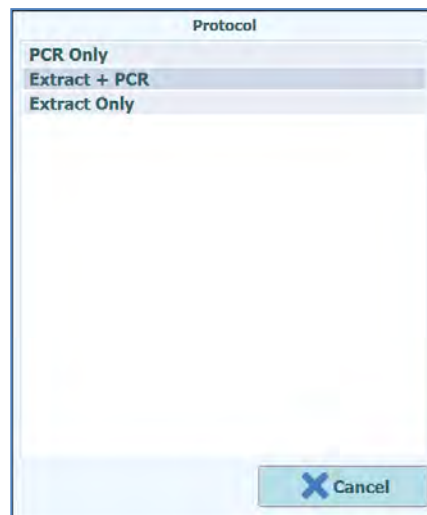 Protocol
PCR Only
Extract + PCR
Extract Only
Cancel